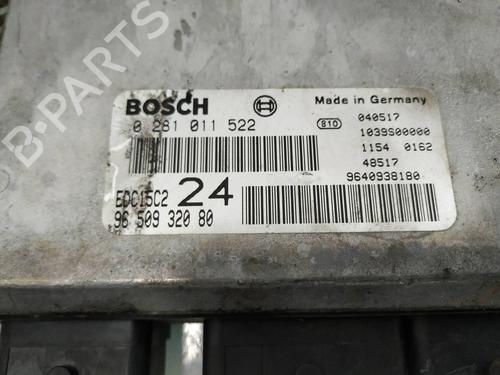 BOSCH
Made in Germany
0 281 011 522
810
040517
1039S00000
1154 0162
48517
9640938180
EDC15C2
24
96 509 320 80